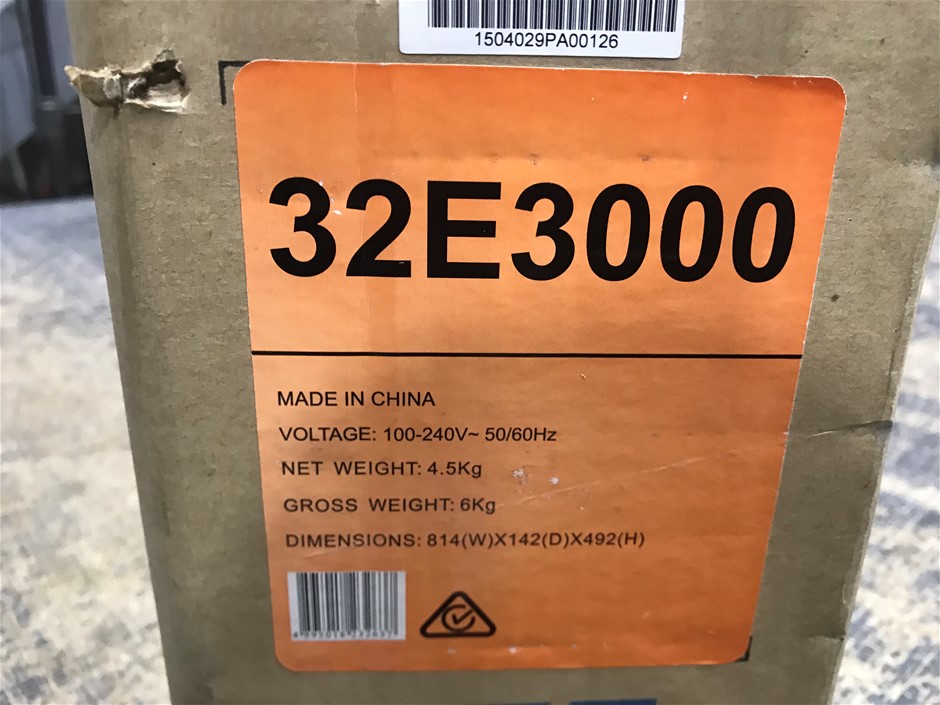 1504029PA00126
32E3000
MADE IN CHINA
VOLTAGE: 100-240V~ 50/60Hz
NET WEIGHT: 4.5Kg
GROSS WEIGHT: 6Kg
DIMENSIONS: 814(W)X142(D)X492(H)